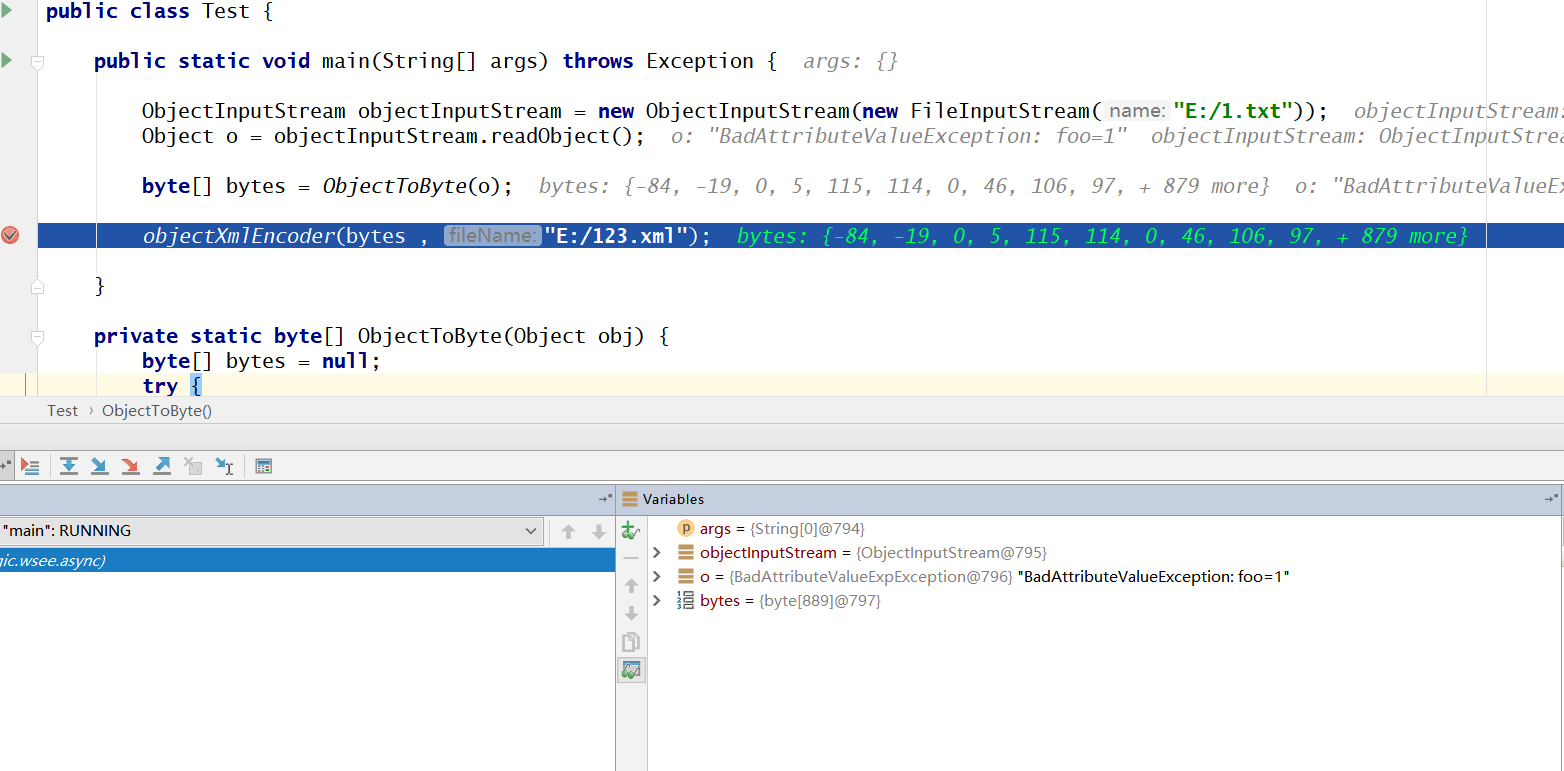 public class Test {
public static void main(String[] args) throws Exception { args: {}
ObjectInputStream objectInputStream = new ObjectInputStream(new FileInputStream( name: "E:/1.txt")); objectInputStream:
Object o = objectInputStream.readObject(); o: "BadAttributeValueException: foo=1" objectInputStream: ObjectInputStrea
byte[] bytes = ObjectToByte(o); bytes: {-84, -19, 0, 5, 115, 114, 0, 46, 106, 97, + 879 more} o: "BadAttributeValueEx
objectXmlEncoder(bytes , fileName: "E:/123.xml"); bytes: {-84, -19, 0, 5, 115, 114, 0, 46, 106, 97, + 879 more}
}
private static byte[] ObjectToByte(Object obj) {
byte[] bytes = null;
try {
Test › ObjectToByte()
Variables
"main": RUNNING
gic.wsee.async)
p args = {String[0]@794}
objectInputStream = {ObjectInputStream@795}
o = {BadAttributeValueExpException@796} "BadAttributeValueException: foo=1"
bytes = {byte[889]@797}